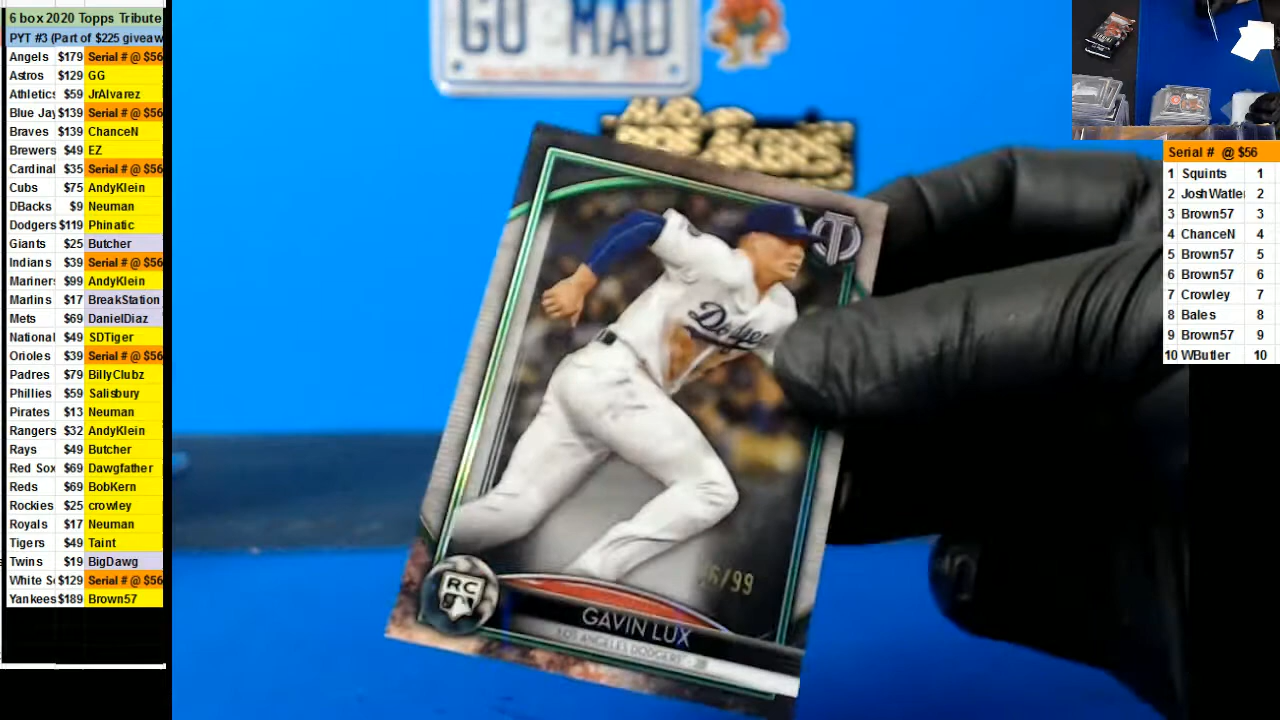 6 box 2020 Topps Tribute
PYT #3 (Part of $225 giveaw
Angels $179 Serial # @ $56
Astros $129 GG
Athletics $59 JrAlvarez
Blue Jay $139 Serial # @ $56
Braves $139 ChanceN
Brewers $49 EZ
Cardinal $35 Serial # @ $56
Cubs $75 AndyKlein
DBacks $9 Neuman
Dodgers $119 Phinatic
Giants $25 Butcher
Indians $39 Serial # @ $56
Mariner $99 AndyKlein
Marlins $17 BreakStation
Mets $69 DanielDiaz
National $49 SDTiger
Orioles $39 Serial # @ $56
Padres $79 BillyClubz
Phillies $59 Salisbury
Pirates $13 Neuman
Rangers $32 AndyKlein
Rays $49 Butcher
Red Sox $69 Dawgfather
Reds $69 BobKern
Rockies $25 crowley
Royals $17 Neuman
Tigers $49 Taint
Twins $19 BigDawg
White S $129 Serial # @ $56
Yankees $189 Brown57
GO MAD
Dodgers
/99
RC
GAVIN LUX
LOS ANGELES DODGERS
Serial # @ $56
1 Squints 1
2 JoshWatle 2
3 Brown57 3
4 ChanceN 4
5 Brown57 5
6 Brown57 6
7 Crowley 7
8 Bales 8
9 Brown57 9
10 WButler 10